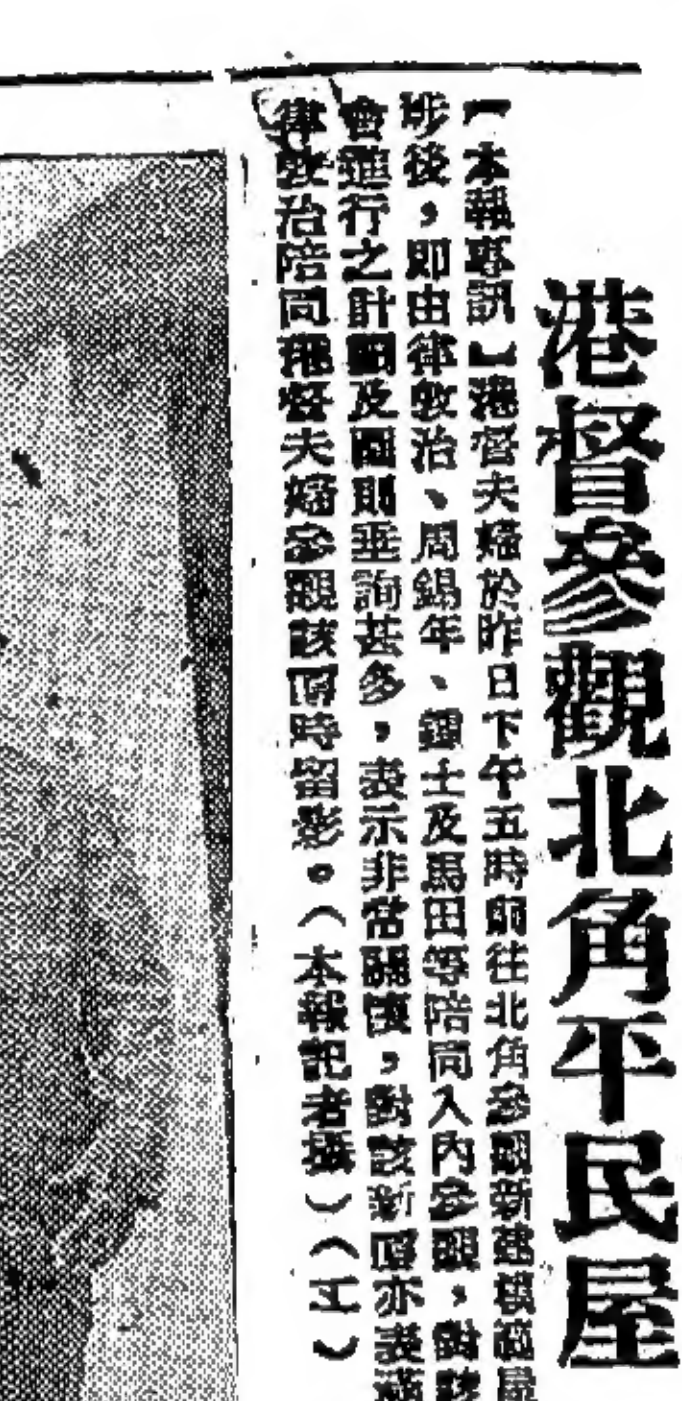 港督參觀北角平民屋
【本報專訊】港督夫婦於昨日下午五時前往北角參觀新建模範屋
後,即由律敦治、周錫年、鍾士及馬田等陪同入內參觀,對該
會進行之計劃及圖則垂詢甚多,表示非常關懷,對該新廈亦表滿
律敦治陪同港督夫婦參觀該廈時留影。(本報記者攝)(工)